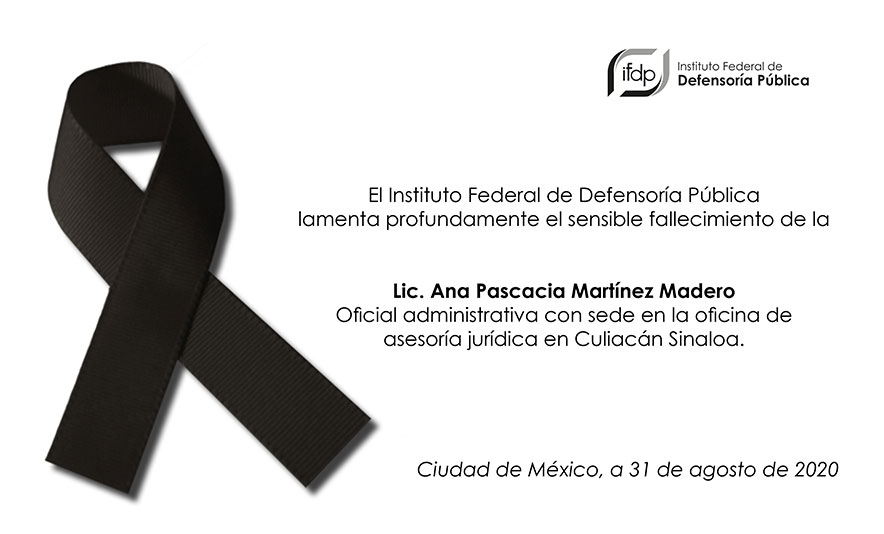 ifdp
Instituto Federal de
Defensoría Pública
El Instituto Federal de Defensoría Pública
lamenta profundamente el sensible fallecimiento de la
Lic. Ana Pascacia Martínez Madero
Oficial administrativa con sede en la oficina de
asesoría jurídica en Culiacán Sinaloa.
Ciudad de México, a 31 de agosto de 2020